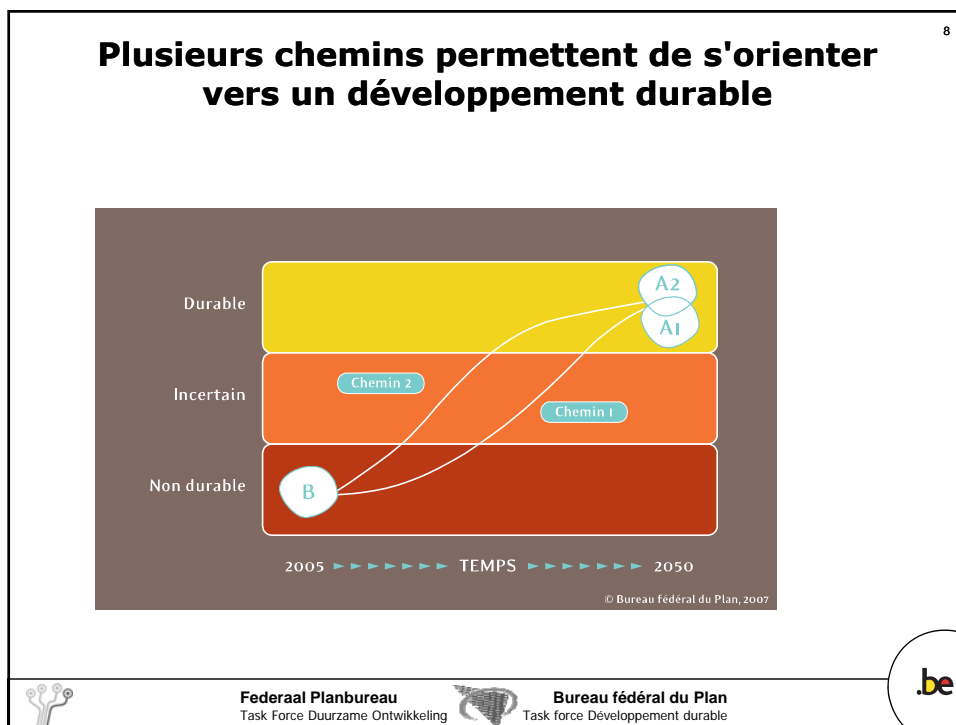 8
Plusieurs chemins permettent de s'orienter
vers un développement durable
Durable
A2
A1
Incertain
Chemin 2
Chemin 1
Non durable
B
2005 TEMPS 2050
© Bureau fédéral du Plan, 2007
Federaal Planbureau
Task Force Duurzame Ontwikkeling
Bureau fédéral du Plan
Task force Développement durable
.be